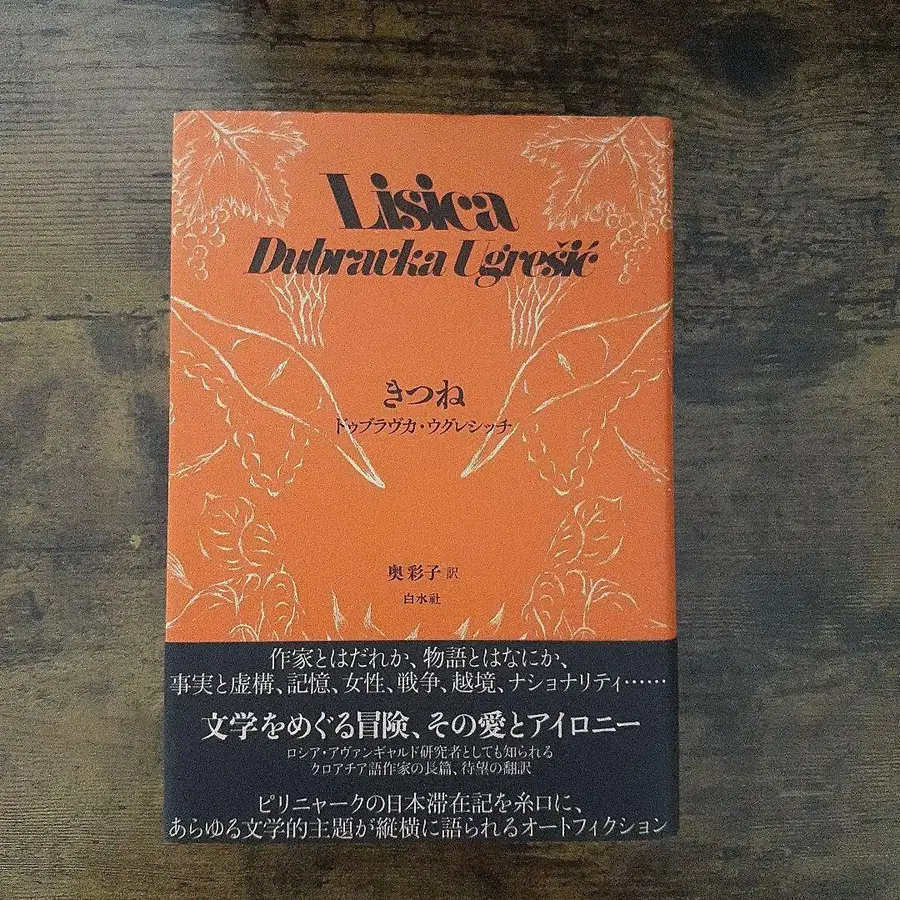 Lisica
Dubravka Ugrešić
きつね
ドゥブラヴカ・ウグレシッチ
奥 彩子 訳
白水社
作家とはだれか、物語とはなにか、
事実と虚構、記憶、女性、戦争、越境、ナショナリティ……
文学をめぐる冒険、その愛とアイロニー
ロシア・アヴァンギャルド研究者としても知られる
クロアチア語作家の長篇、待望の翻訳
ピリニャークの日本滞在記を糸口に、
あらゆる文学的主題が縦横に語られるオートフィクション